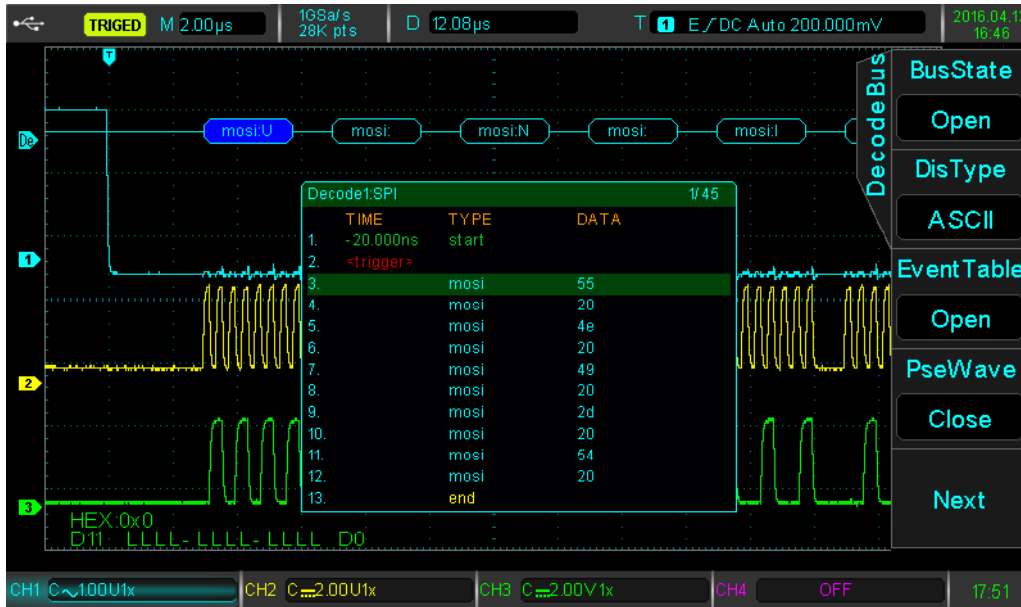 TRIGED M 2.00µs 1GSa/s 28K pts D 12.08µs T 1 E DC Auto 200.000mV 2016.04.13 16:46
T
DecodeBus
BusState
Open
DisType
ASCII
EventTable
Open
PseWave
Close
Next
De mosi:U mosi: mosi:N mosi: mosi:I
Decode1:SPI 1/45
TIME TYPE DATA
1. -20.000ns start
2. <trigger>
3. mosi 55
4. mosi 20
5. mosi 4e
6. mosi 20
7. mosi 49
8. mosi 20
9. mosi 2d
10. mosi 20
11. mosi 54
12. mosi 20
13. end
1
2
3
HEX:0x0
D11 LLLL-LLLL-LLLL D0
CH1 C 1.00U1x CH2 C 2.00U1x CH3 C 2.00V1x CH4 OFF 17:51